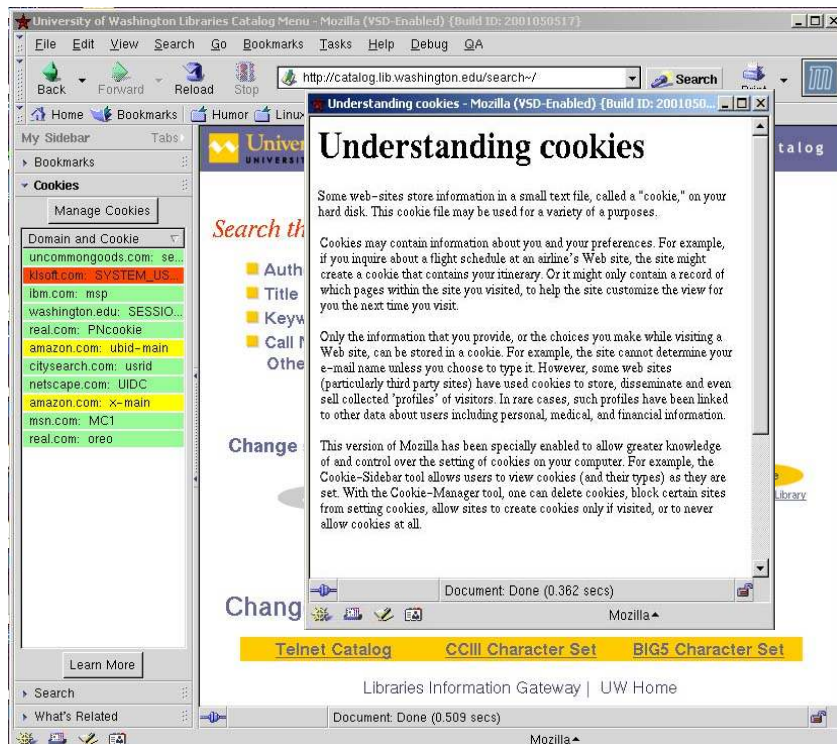 University of Washington Libraries Catalog Menu - Mozilla (VSD-Enabled) {Build ID: 2001050517}
File Edit View Search Go Bookmarks Tasks Help Debug QA
Back Forward Reload Stop http://catalog.lib.washington.edu/search~/ Search Print
Home Bookmarks Humor Linux
My Sidebar Tabs
Bookmarks
Cookies
Manage Cookies
Domain and Cookie
uncommongoods.com: se...
klsoft.com: SYSTEM_US...
ibm.com: msp
washington.edu: SESSIO...
real.com: PNcookie
amazon.com: ubid-main
citysearch.com: usrid
netscape.com: UIDC
amazon.com: x-main
msn.com: MC1
real.com: oreo
Learn More
Search
What's Related
Univer
UNIVERSIT
talog
Search th
Autho
Title
Keyw
Call N
Othe
Change
Library
Chang
Telnet Catalog CCIII Character Set BIG5 Character Set
Libraries Information Gateway | UW Home
Document: Done (0.509 secs)
Mozilla
Understanding cookies - Mozilla (VSD-Enabled) {Build ID: 2001050...
Understanding cookies
Some web-sites store information in a small text file, called a "cookie," on your
hard disk. This cookie file may be used for a variety of a purposes.
Cookies may contain information about you and your preferences. For example,
if you inquire about a flight schedule at an airline's Web site, the site might
create a cookie that contains your itinerary. Or it might only contain a record of
which pages within the site you visited, to help the site customize the view for
you the next time you visit.
Only the information that you provide, or the choices you make while visiting a
Web site, can be stored in a cookie. For example, the site cannot determine your
e-mail name unless you choose to type it. However, some web sites
(particularly third party sites) have used cookies to store, disseminate and even
sell collected 'profiles' of visitors. In rare cases, such profiles have been linked
to other data about users including personal, medical, and financial information.
This version of Mozilla has been specially enabled to allow greater knowledge
of and control over the setting of cookies on your computer. For example, the
Cookie-Sidebar tool allows users to view cookies (and their types) as they are
set. With the Cookie-Manager tool, one can delete cookies, block certain sites
from setting cookies, allow sites to create cookies only if visited, or to never
allow cookies at all.
Document: Done (0.362 secs)
Mozilla